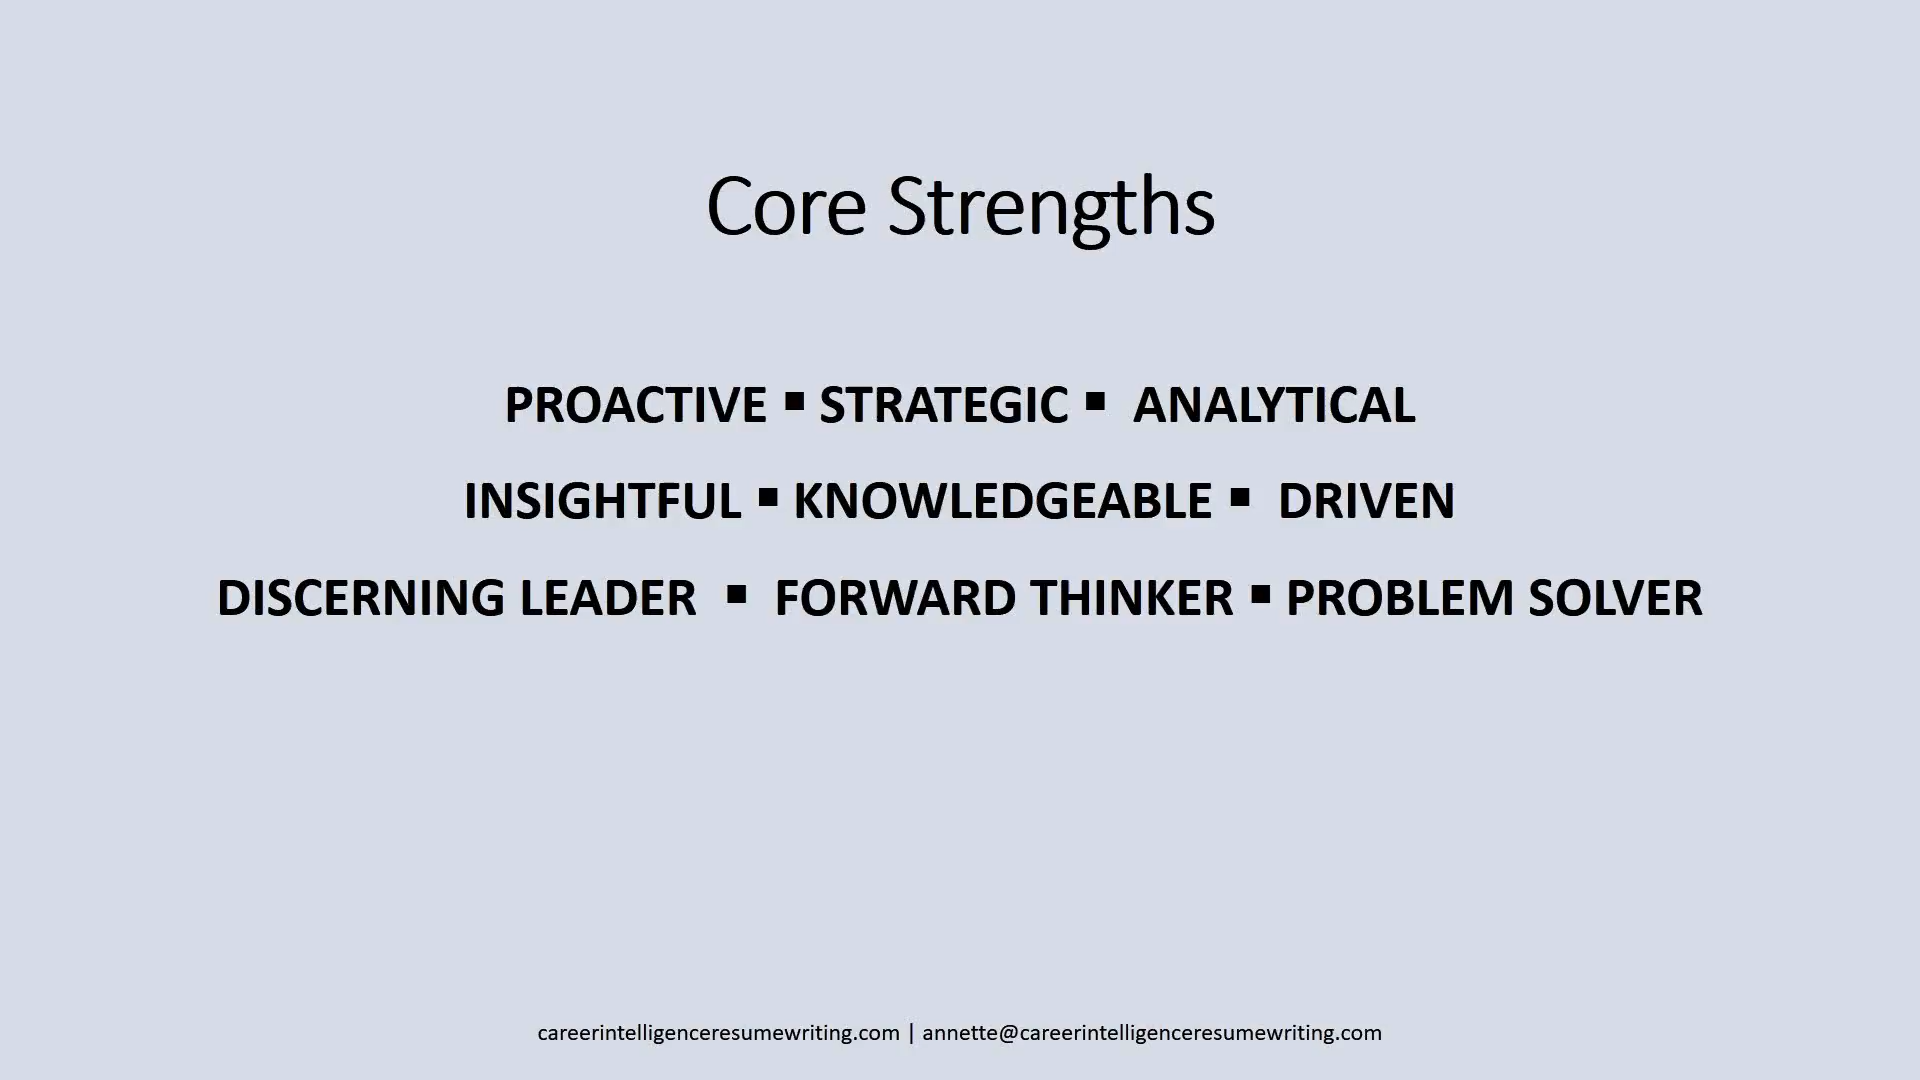 Core Strengths
PROACTIVE ▪ STRATEGIC ▪ ANALYTICAL
INSIGHTFUL ▪ KNOWLEDGEABLE ▪ DRIVEN
DISCERNING LEADER ▪ FORWARD THINKER ▪ PROBLEM SOLVER
careerintelligenceresumewriting.com | annette@careerintelligenceresumewriting.com